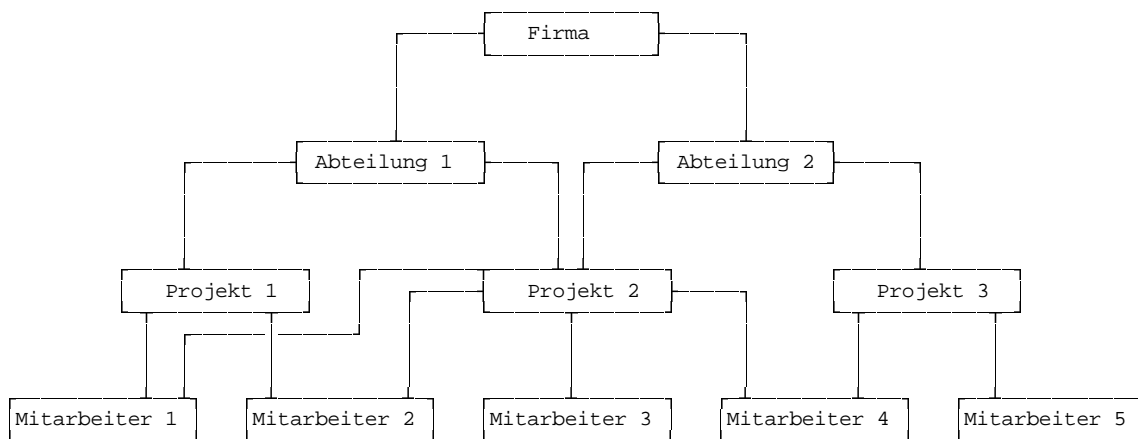 Firma
Abteilung 1
Abteilung 2
Projekt 1
Projekt 2
Projekt 3
Mitarbeiter 1
Mitarbeiter 2
Mitarbeiter 3
Mitarbeiter 4
Mitarbeiter 5